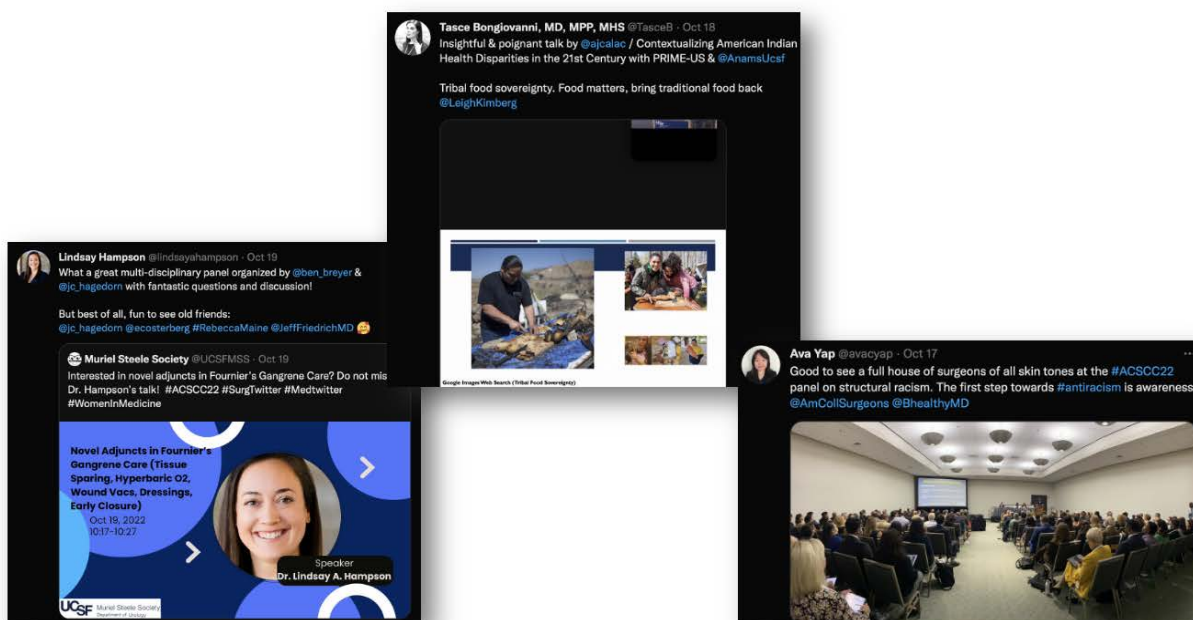 Tasce Bongiovanni, MD, MPP, MHS @TasceB · Oct 18
Insightful & poignant talk by @ajcalac / Contextualizing American Indian
Health Disparities in the 21st Century with PRIME-US & @AnamsUcsf
Tribal food sovereignty. Food matters, bring traditional food back
@LeighKimberg
Google Images Web Search (Tribal Food Sovereignty)
Lindsay Hampson @lindsayahampson · Oct 19
What a great multi-disciplinary panel organized by @ben_breyer &
@jc_hagedorn with fantastic questions and discussion!
But best of all, fun to see old friends:
@jc_hagedorn @ecosterberg #RebeccaMaine @JeffFriedrichMD 🥰
Muriel Steele Society @UCSFMSS · Oct 19
Interested in novel adjuncts in Fournier's Gangrene Care? Do not mis
Dr. Hampson's talk! #ACSCC22 #SurgTwitter #Medtwitter
#WomenInMedicine
Novel Adjuncts in Fournier's
Gangrene Care (Tissue
Sparing, Hyperbaric O2,
Wound Vacs, Dressings,
Early Closure)
Oct 19, 2022
10:17-10:27
Speaker
Dr. Lindsay A. Hampson
UCSF Muriel Steele Society
Department of Urology
Ava Yap @avacyap · Oct 17
Good to see a full house of surgeons of all skin tones at the #ACSCC22
panel on structural racism. The first step towards #antiracism is awareness
@AmCollSurgeons @BhealthyMD